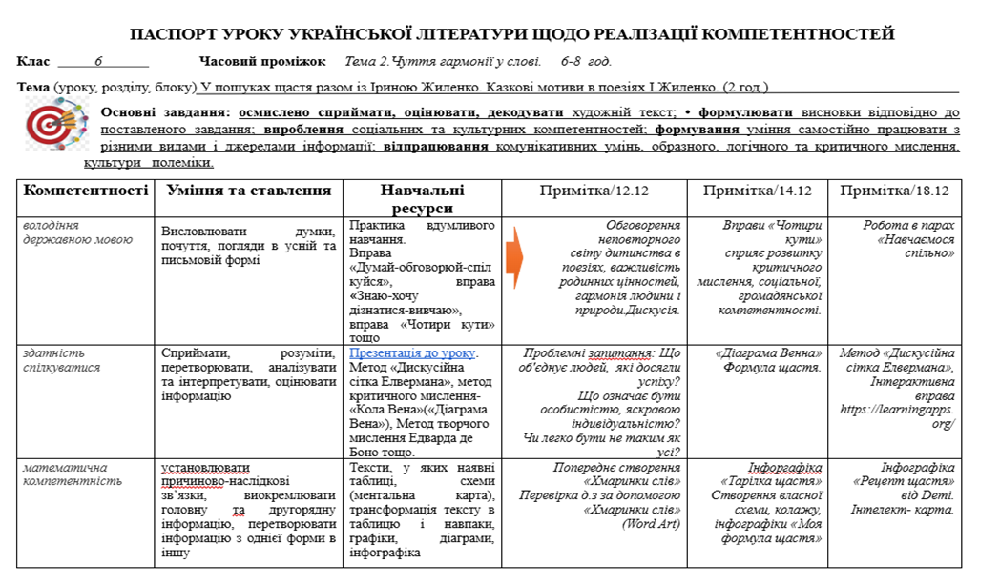 ПАСПОРТ УРОКУ УКРАЇНСЬКОЇ ЛІТЕРАТУРИ ЩОДО РЕАЛІЗАЦІЇ КОМПЕТЕНТНОСТЕЙ
Клас 6 Часовий проміжок Тема 2.Чуття гармонії у слові. 6-8 год.
Тема (уроку, розділу, блоку) У пошуках щастя разом із Іриною Жиленко. Казкові мотиви в поезіях І.Жиленко. (2 год.)
Основні завдання: осмислено сприймати, оцінювати, декодувати художній текст; • формулювати висновки відповідно до
поставленого завдання; вироблення соціальних та культурних компетентностей; формування уміння самостійно працювати з
різними видами і джерелами інформації; відпрацювання комунікативних умінь, образного, логічного та критичного мислення,
культури полеміки.
Компетентності
Уміння та ставлення
Навчальні
ресурси
Примітка/12.12
Примітка/14.12
Примітка/18.12
володіння
державною мовою
Висловлювати думки,
почуття, погляди в усній та
письмовій формі
Практика вдумливого
навчання.
Вправа
«Думай-обговорюй-спіл
куйся», вправа
«Знаю-хочу
дізнатися-вивчаю»,
вправа «Чотири кути»
тощо
Обговорення
неповторного
світу дитинства в
поезіях, важливість
родинних цінностей,
гармонія людини і
природи.Дискусія.
Вправи «Чотири
кути»
сприяє розвитку
критичного
мислення, соціальної,
громадянської
компетентності.
Робота в парах
«Навчаємося
спільно»
здатність
спілкуватися
Сприймати, розуміти,
перетворювати, аналізувати
та інтерпретувати, оцінювати
інформацію
Презентація до уроку.
Метод «Дискусійна
сітка Елвермана», метод
критичного мислення-
«Кола Вена»(«Діаграма
Вена»), Метод творчого
мислення Едварда де
Боно тощо.
Проблемні запитання: Що
об'єднує людей, які досягли
успіху?
Що означає бути
особистістю, яскравою
індивідуальністю?
Чи легко бути не таким як
усі?
«Діаграма Венна»
Формула щастя.
Метод «Дискусійна
сітка Елвермана»,
Інтерактивна
вправа
https://learningapps.
org/
математична
компетентність
установлювати
причиново-наслідкові
зв’язки, виокремлювати
головну та другорядну
інформацію, перетворювати
інформацію з однієї форми в
іншу
Тексти, у яких наявні
таблиці, схеми
(ментальна карта),
трансформація тексту в
таблицю і навпаки,
графіки, діаграми,
інфографіка
Попереднє створення
«Хмаринки слів»
Перевірка д.з за допомогою
«Хмаринки слів»
(Word Art)
Інфоргафіка
«Тарілка щастя»
Створення власної
схеми, колажу,
інфографіки «Моя
формула щастя»
Інфографіка
«Рецепт щастя»
від Demi.
Інтелект- карта.